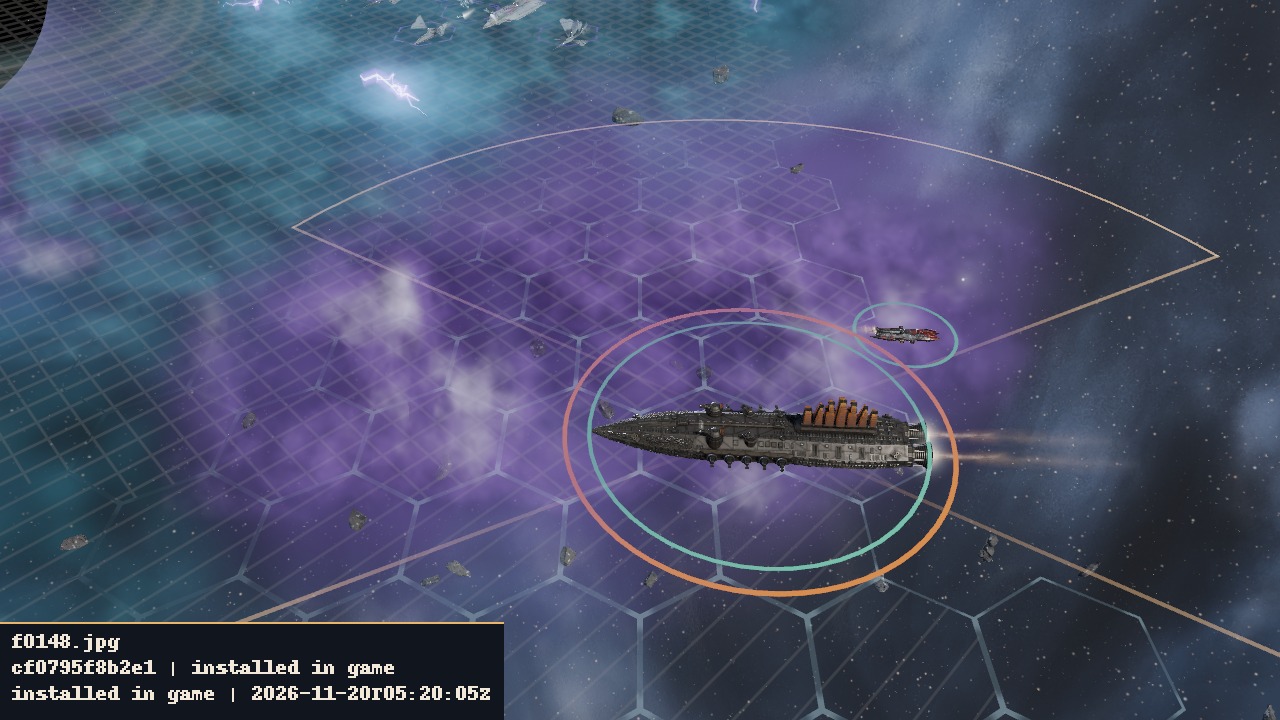 f0148.jpg
cf0795f8b2e1 | installed in game
installed in game | 2026-11-20T05:20:05Z